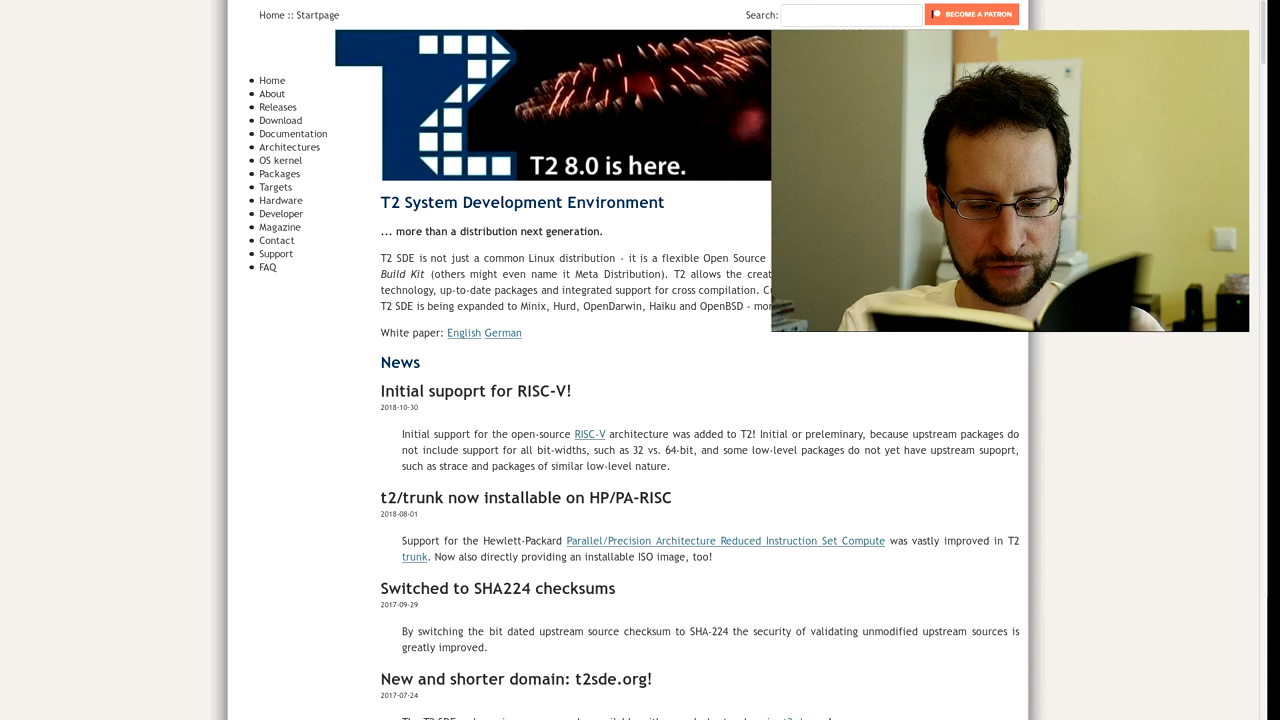 Home :: Startpage
Search:
BECOME A PATRON
Home
About
Releases
Download
Documentation
Architectures
OS kernel
Packages
Targets
Hardware
Developer
Magazine
Contact
Support
FAQ
T2 8.0 is here.
T2 System Development Environment
... more than a distribution next generation.
T2 SDE is not just a common Linux distribution - it is a flexible Open Source
Build Kit (others might even name it Meta Distribution). T2 allows the
technology, up-to-date packages and integrated support for cross compilation.
T2 SDE is being expanded to Minix, Hurd, OpenDarwin, Haiku and OpenBSD -
White paper: English German
News
Initial supoprt for RISC-V!
2018-10-30
Initial support for the open-source RISC-V architecture was added to T2! Initial or preleminary, because upstream packages do
not include support for all bit-widths, such as 32 vs. 64-bit, and some low-level packages do not yet have upstream supoprt,
such as strace and packages of similar low-level nature.
t2/trunk now installable on HP/PA-RISC
2018-08-01
Support for the Hewlett-Packard Parallel/Precision Architecture Reduced Instruction Set Compute was vastly improved in T2
trunk. Now also directly providing an installable ISO image, too!
Switched to SHA224 checksums
2017-09-29
By switching the bit dated upstream source checksum to SHA-224 the security of validating unmodified upstream sources is
greatly improved.
New and shorter domain: t2sde.org!
2017-07-24